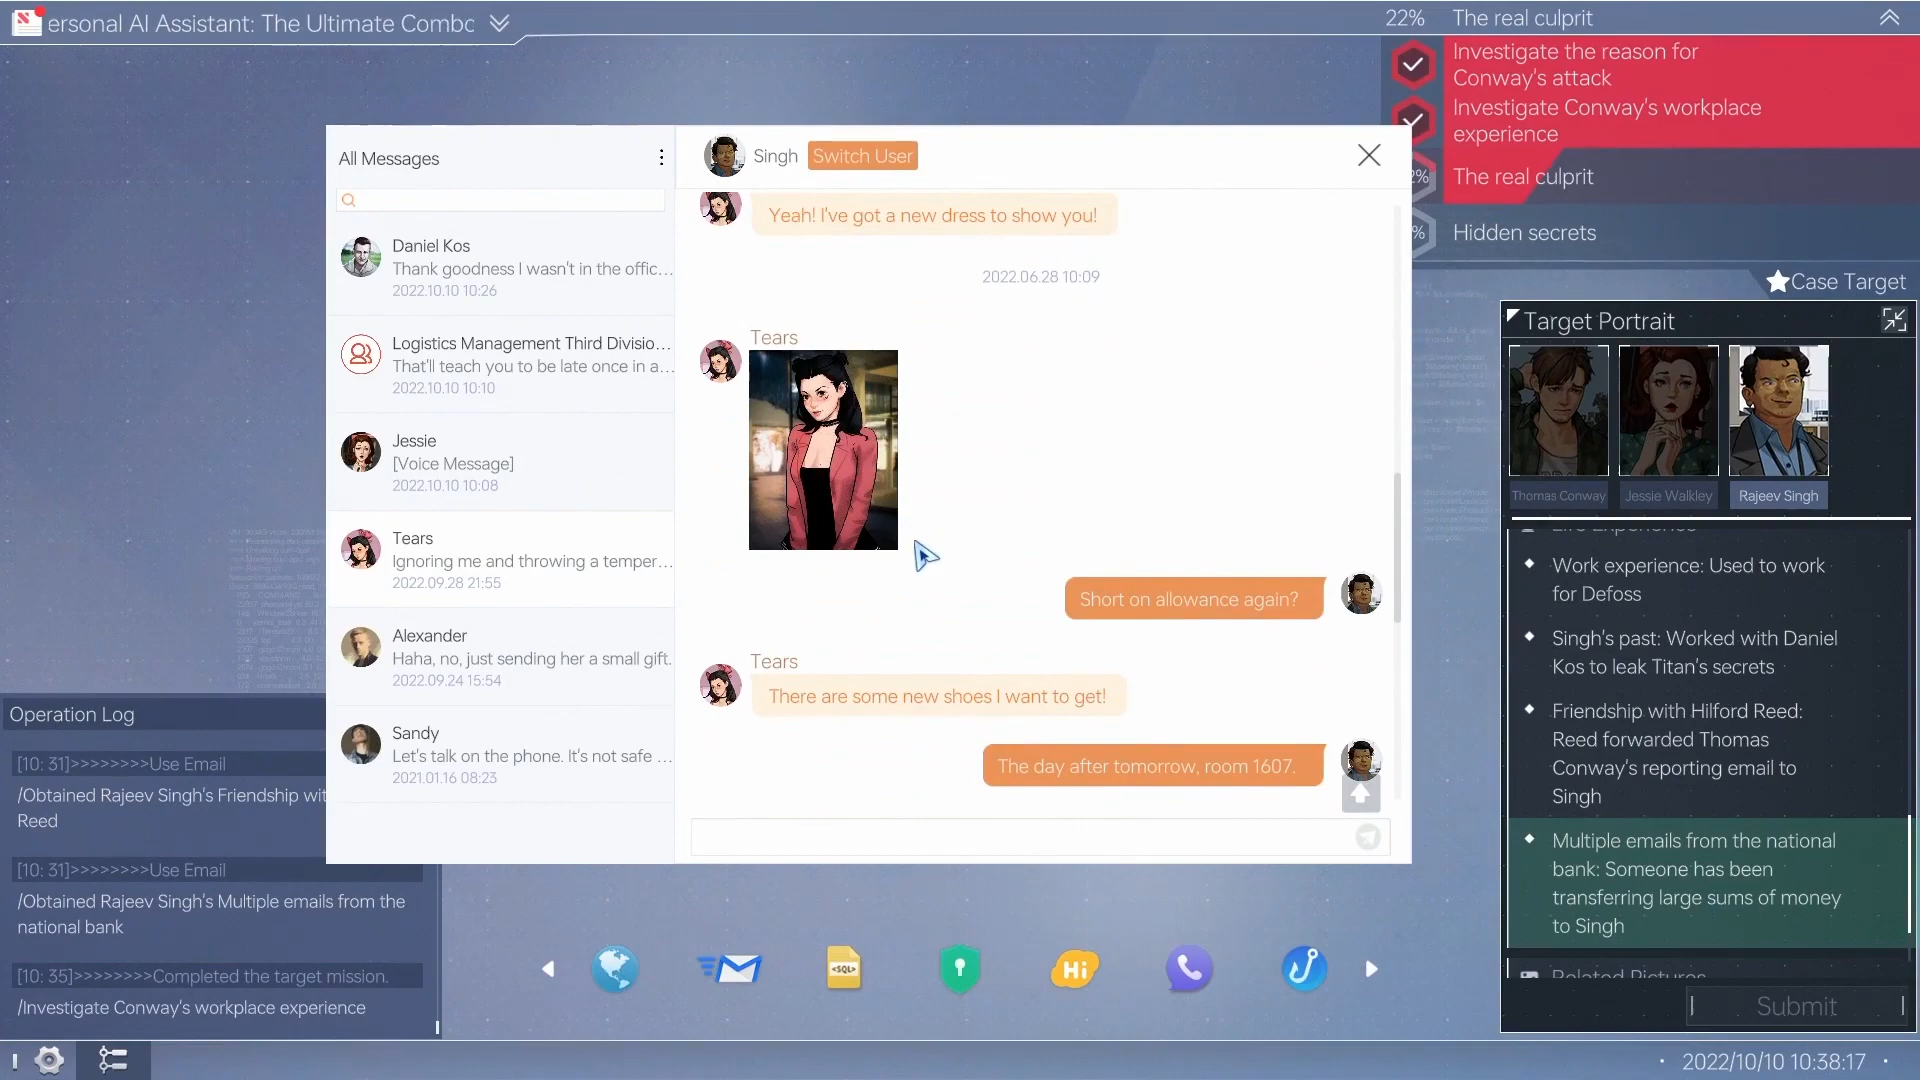 ersonal AI Assistant: The Ultimate Combo
22% The real culprit
Investigate the reason for
Conway's attack
Investigate Conway's workplace
experience
2% The real culprit
% Hidden secrets
Case Target
Target Portrait
Thomas Conway
Jessie Walkley
Rajeev Singh
Life Experience
Work experience: Used to work
for Defoss
Singh's past: Worked with Daniel
Kos to leak Titan's secrets
Friendship with Hilford Reed:
Reed forwarded Thomas
Conway's reporting email to
Singh
Multiple emails from the national
bank: Someone has been
transferring large sums of money
to Singh
Related Pictures
Submit
All Messages
Daniel Kos
Thank goodness I wasn't in the offic...
2022.10.10 10:26
Logistics Management Third Divisio...
That'll teach you to be late once in a...
2022.10.10 10:10
Jessie
[Voice Message]
2022.10.10 10:08
Tears
Ignoring me and throwing a temper...
2022.09.28 21:55
Alexander
Haha, no, just sending her a small gift.
2022.09.24 15:54
Sandy
Let's talk on the phone. It's not safe ...
2021.01.16 08:23
Singh Switch User
Yeah! I've got a new dress to show you!
2022.06.28 10:09
Tears
Short on allowance again?
Tears
There are some new shoes I want to get!
The day after tomorrow, room 1607.
Operation Log
[10: 31]>>>>>>>>Use Email
/Obtained Rajeev Singh's Friendship wit
Reed
[10: 31]>>>>>>>>Use Email
/Obtained Rajeev Singh's Multiple emails from the
national bank
[10: 35]>>>>>>>>Completed the target mission.
/Investigate Conway's workplace experience
<SQL>
Hi
2022/10/10 10:38:17